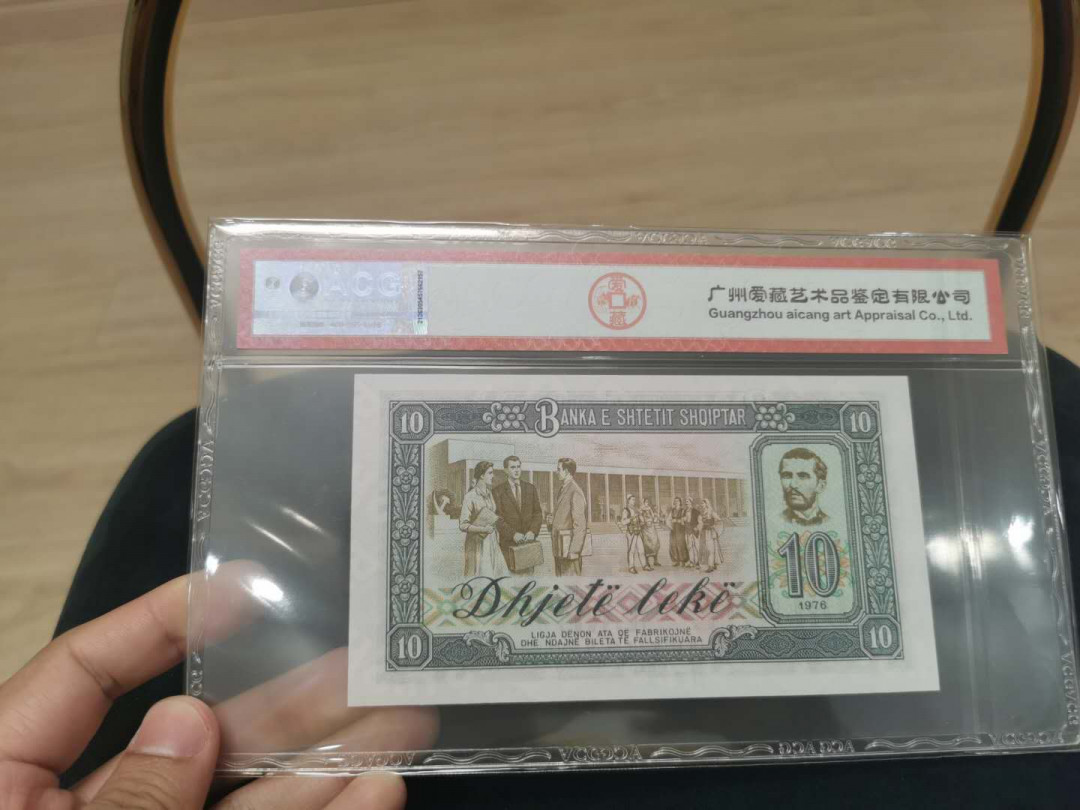 ACG
爱
藏
广州爱藏艺术品鉴定有限公司
Guangzhou aicang art Appraisal Co., Ltd.
10 BANKA E SHTETIT SHQIPTAR 10
10
1976
Dhjetë lekë
10 LIGJA DËNON ATA QË FABRIKOJNË 10
DHE NDAJNË BILETA TË FALLSIFIKUARA